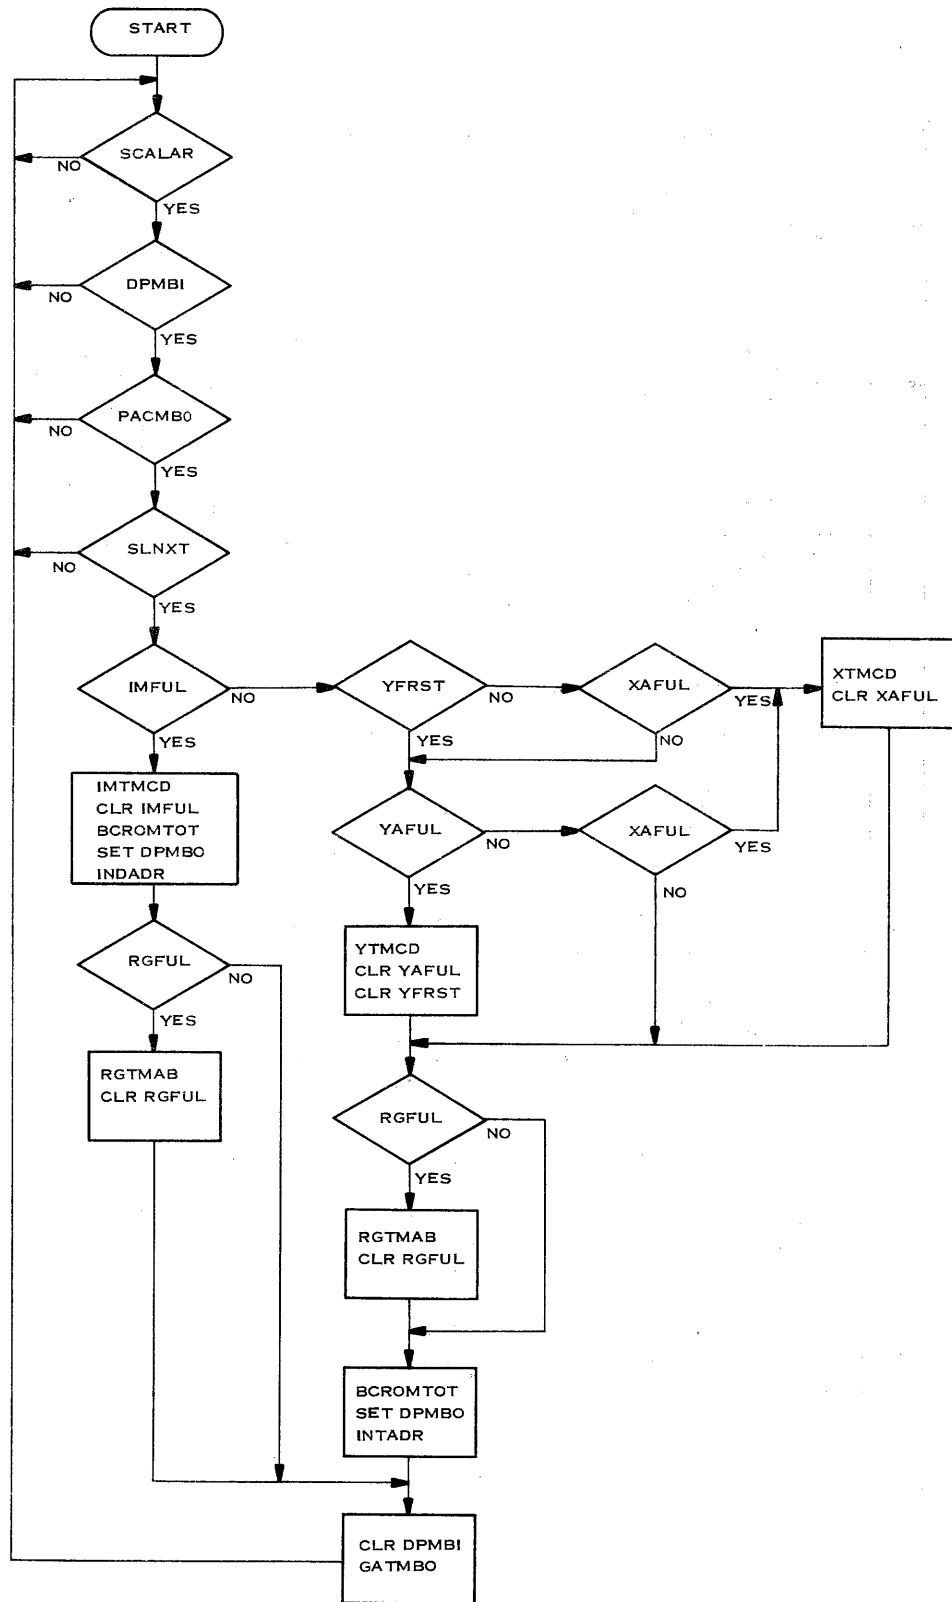 START
SCALAR
NO
YES
DPMBI
NO
YES
PACMBO
NO
YES
SLNXT
NO
YES
IMFUL
NO
YES
YFRST
NO
YES
XAFUL
YES
NO
XTMCD
CLR XAFUL
IMTMCD
CLR IMFUL
BCROMTOT
SET DPMBO
INDADR
YAFUL
NO
YES
XAFUL
YES
NO
RGFUL
NO
YES
YTMCD
CLR YAFUL
CLR YFRST
RGTMAB
CLR RGFUL
RGFUL
NO
YES
RGTMAB
CLR RGFUL
BCROMTOT
SET DPMBO
INTADR
CLR DPMBI
GATMBO